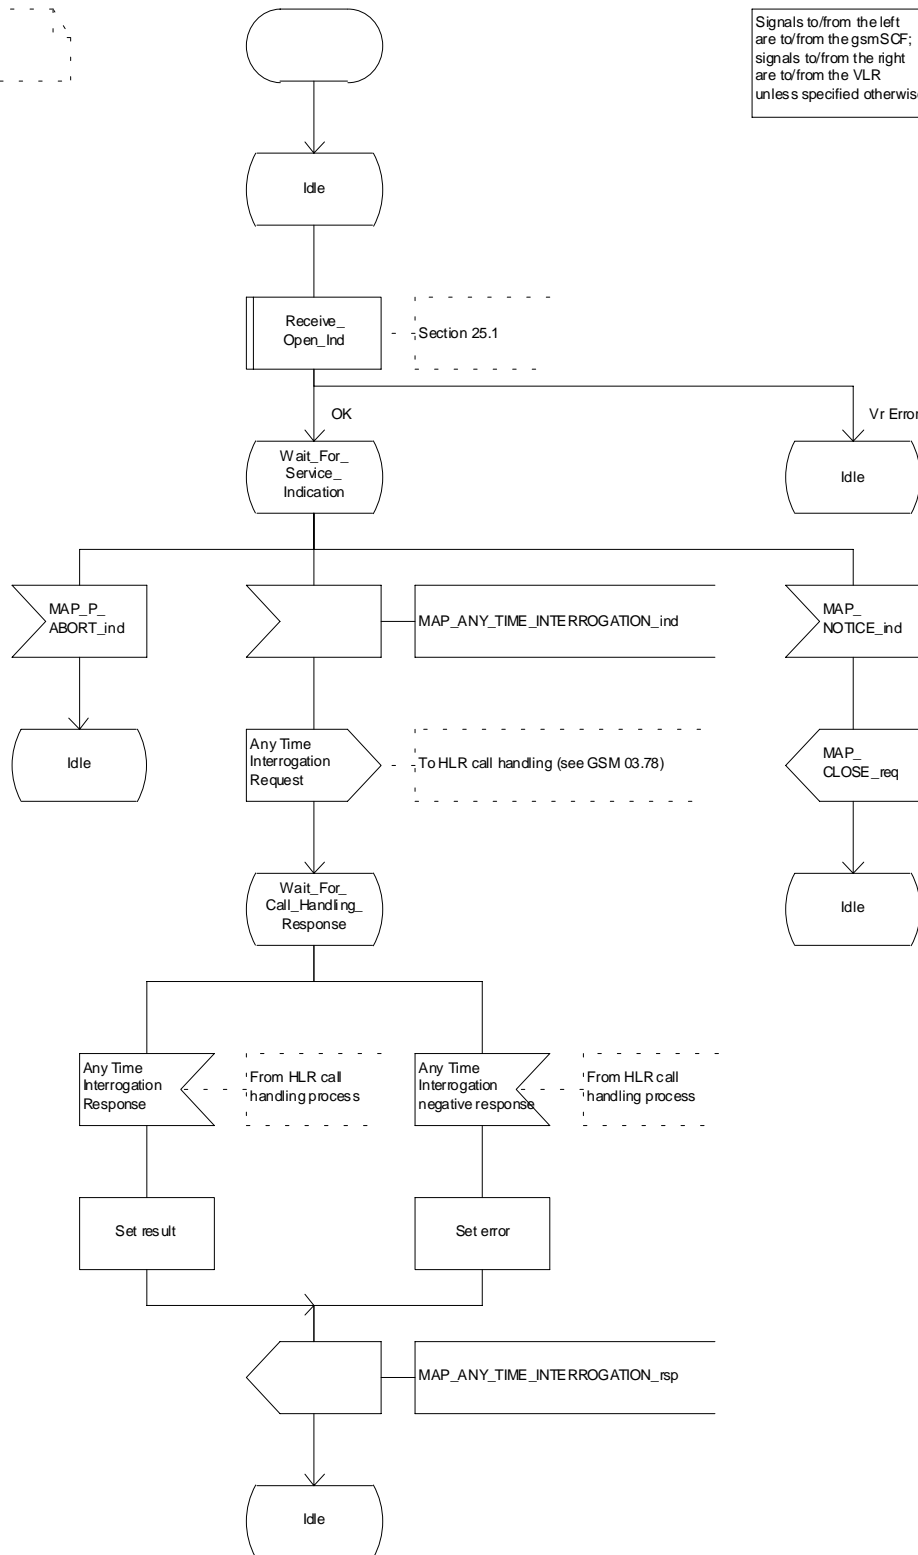 Signals to/from the left
are to/from the gsmSCF;
signals to/from the right
are to/from the VLR
unless specified otherwise
Idle
Receive_
Open_Ind
Section 25.1
OK
Vr Error
Wait_For_
Service_
Indication
Idle
MAP_P_
ABORT_ind
MAP_ANY_TIME_INTERROGATION_ind
MAP_
NOTICE_ind
Idle
Any Time
Interrogation
Request
To HLR call handling (see GSM 03.78)
MAP_
CLOSE_req
Wait_For_
Call_Handling_
Response
Idle
Any Time
Interrogation
Response
From HLR call
handling process
Any Time
Interrogation
negative response
From HLR call
handling process
Set result
Set error
MAP_ANY_TIME_INTERROGATION_rsp
Idle